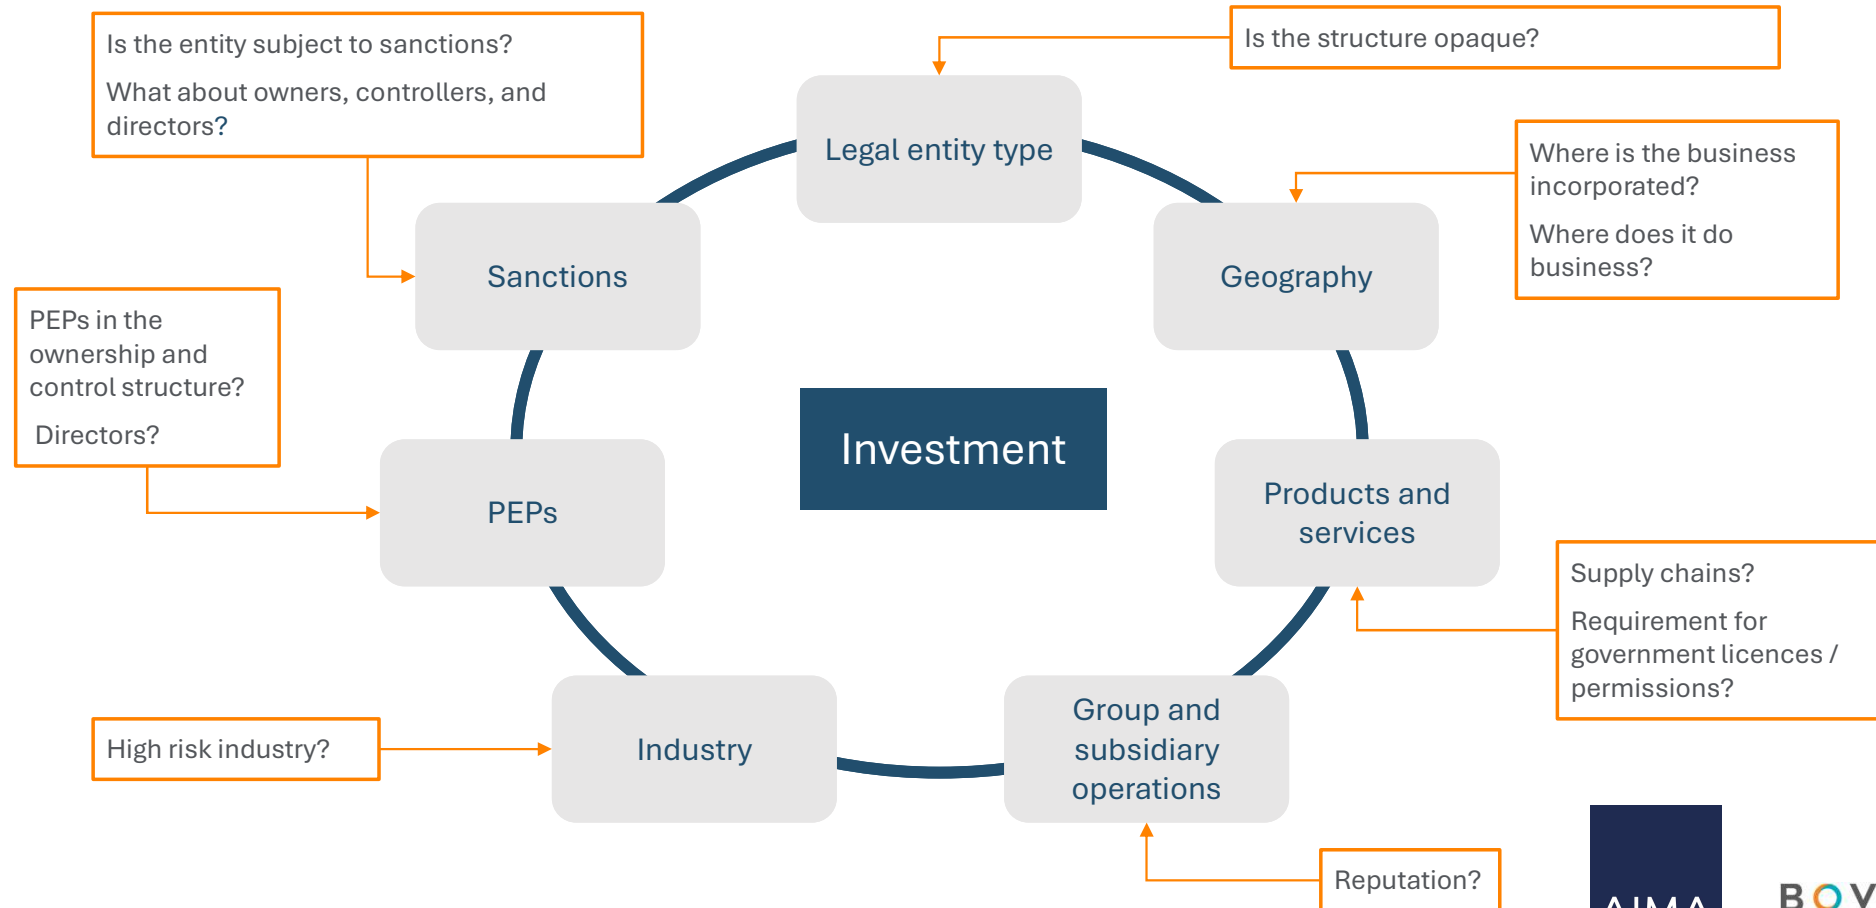 Is the entity subject to sanctions?
What about owners, controllers, and
directors?
Is the structure opaque?
Legal entity type
Where is the business
incorporated?
Where does it do
business?
Sanctions
Geography
PEPs in the
ownership and
control structure?
Directors?
Investment
PEPs
Products and
services
Supply chains?
Requirement for
government licences /
permissions?
High risk industry?
Industry
Group and
subsidiary
operations
Reputation?
AIMA
BOV